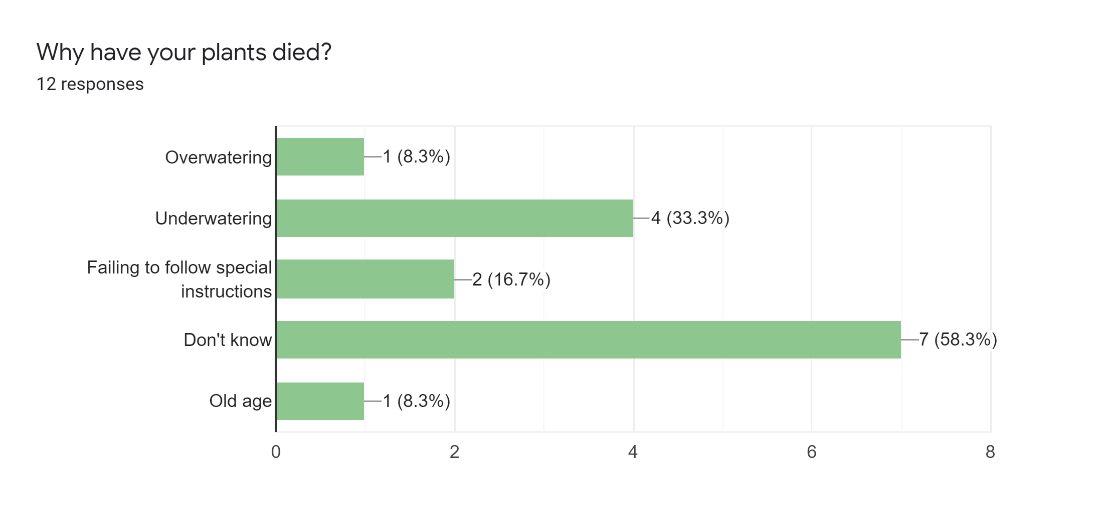 Why have your plants died?
12 responses
Overwatering 1 (8.3%)
Underwatering 4 (33.3%)
Failing to follow special
instructions 2 (16.7%)
Don't know 7 (58.3%)
Old age 1 (8.3%)
0 2 4 6 8